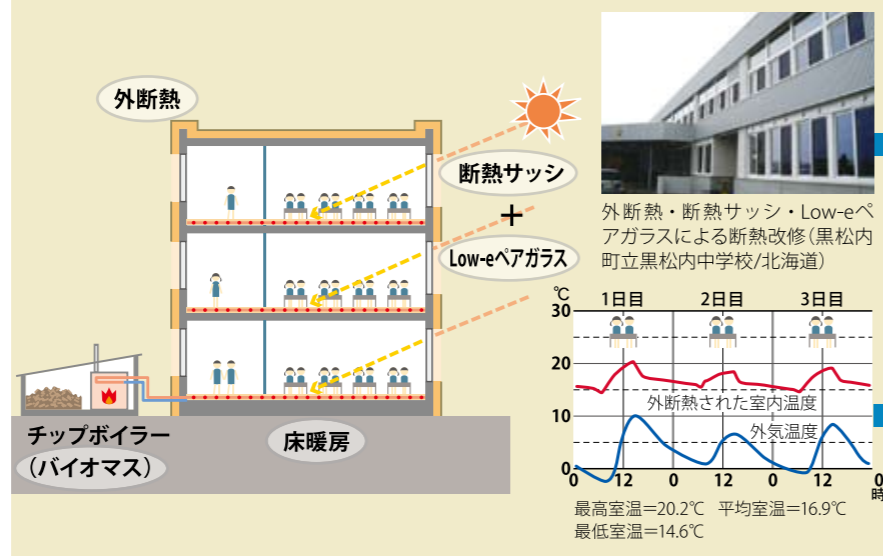 外断熱
断熱サッシ
＋
Low-eペアガラス
チップボイラー
（バイオマス）
床暖房
外断熱・断熱サッシ・Low-eペ
アガラスによる断熱改修（黒松内
町立黒松内中学校/北海道）
℃
1日目 2日目 3日目
30
20
10
0
外断熱された室内温度
外気温度
0 12 0 12 0 12 0
時
最高室温＝20.2℃ 平均室温＝16.9℃
最低室温＝14.6℃